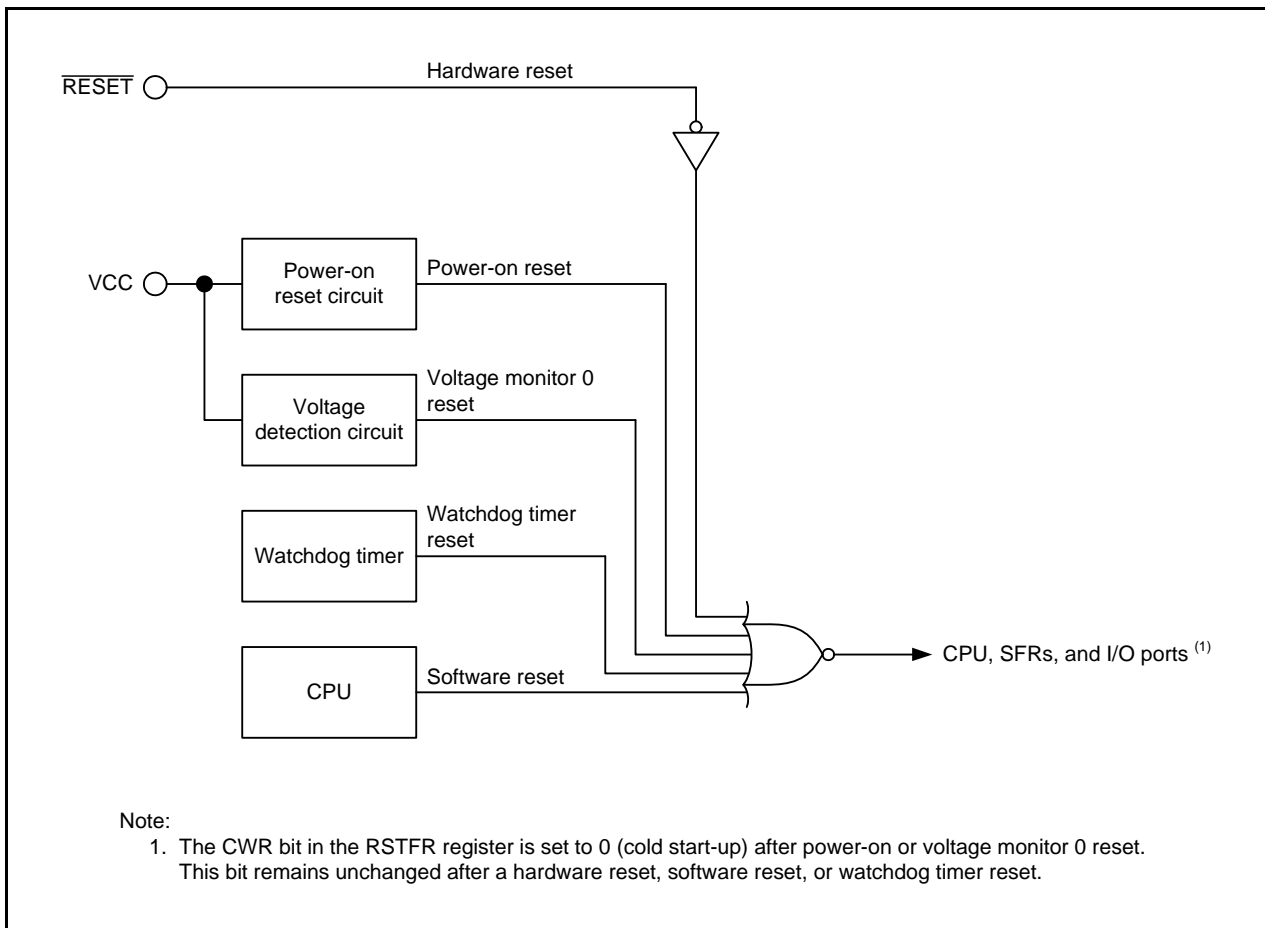 Hardware reset
RESET
Power-on
reset circuit
Power-on reset
VCC
Voltage monitor 0
reset
Voltage
detection circuit
Watchdog timer
reset
Watchdog timer
CPU, SFRs, and I/O ports (1)
Software reset
CPU
Note:
1. The CWR bit in the RSTFR register is set to 0 (cold start-up) after power-on or voltage monitor 0 reset.
This bit remains unchanged after a hardware reset, software reset, or watchdog timer reset.